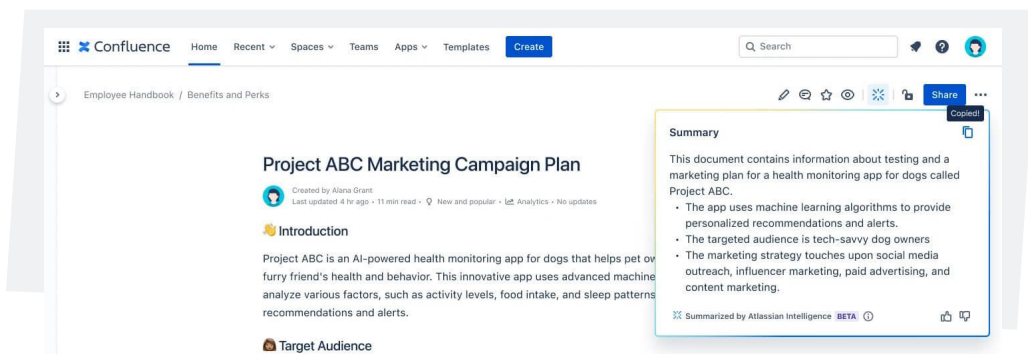 Confluence Home Recent Spaces Teams Apps Templates Create Search
Employee Handbook / Benefits and Perks
Share
Copied!
Project ABC Marketing Campaign Plan
Created by Alana Grant
Last updated 4 hr ago • 11 min read • New and popular • Analytics • No updates
👋 Introduction
Project ABC is an AI-powered health monitoring app for dogs that helps pet ow
furry friend's health and behavior. This innovative app uses advanced machine
analyze various factors, such as activity levels, food intake, and sleep patterns
recommendations and alerts.
Target Audience
Summary
This document contains information about testing and a
marketing plan for a health monitoring app for dogs called
Project ABC.
• The app uses machine learning algorithms to provide
personalized recommendations and alerts.
• The targeted audience is tech-savvy dog owners
• The marketing strategy touches upon social media
outreach, influencer marketing, paid advertising, and
content marketing.
Summarized by Atlassian Intelligence BETA